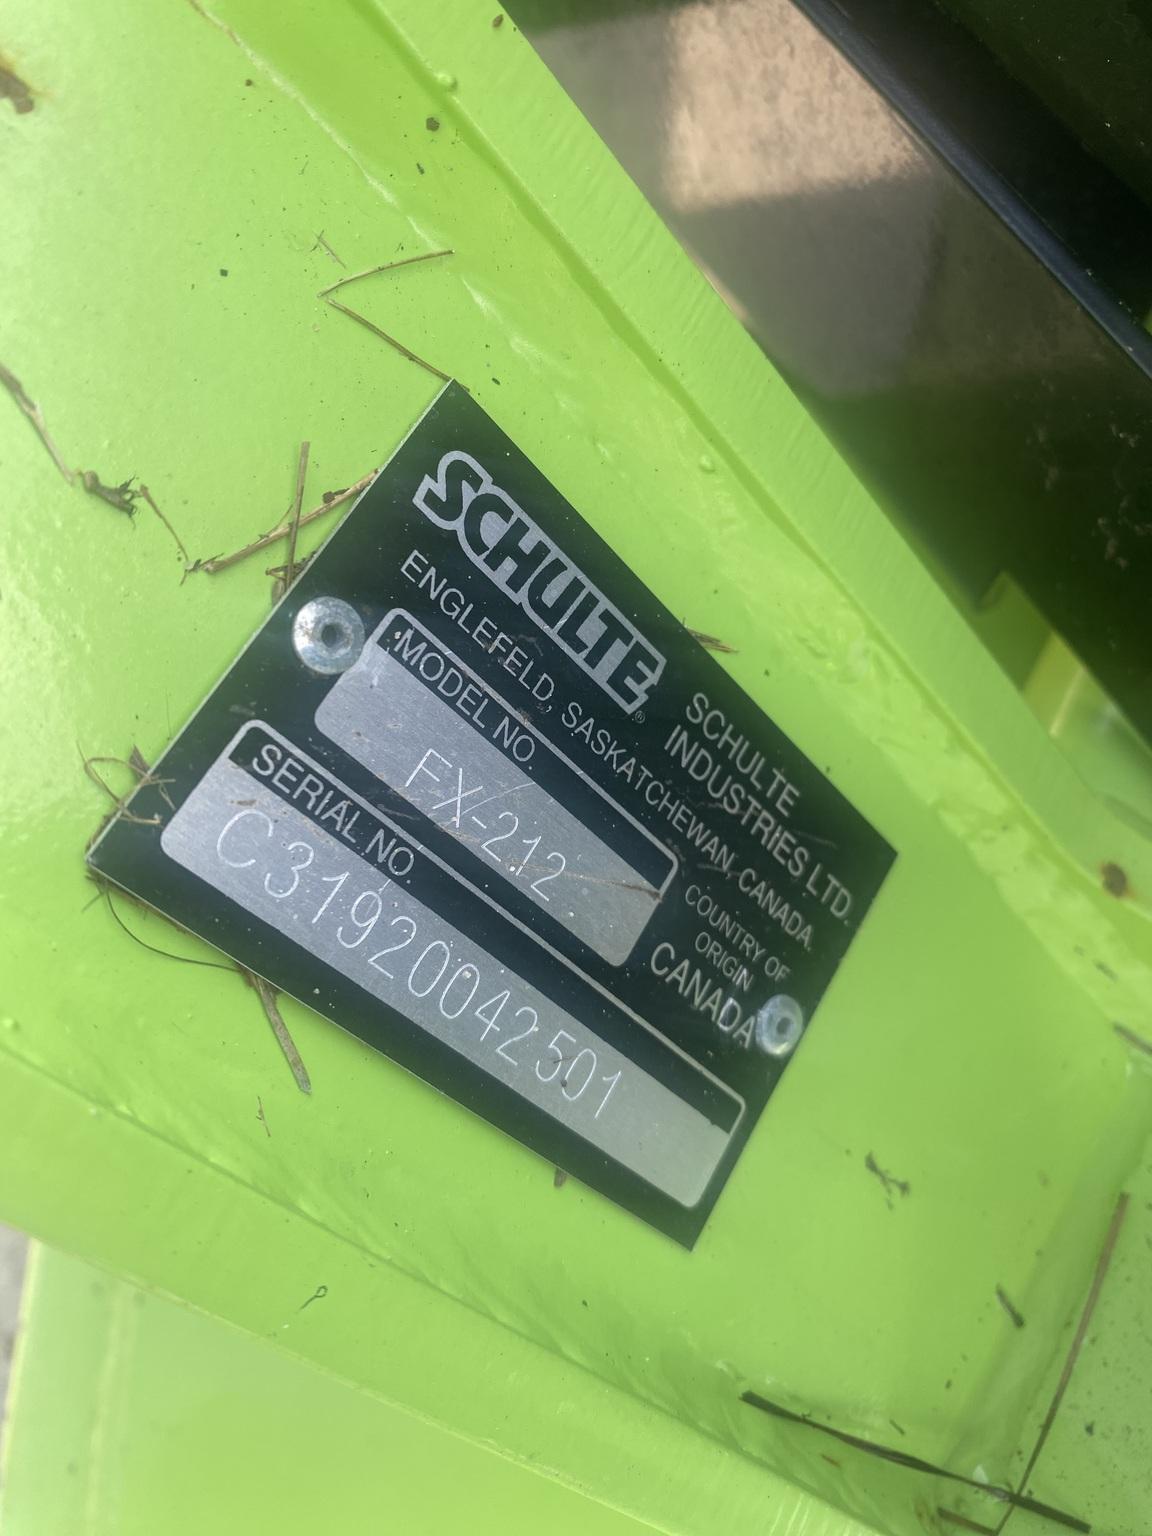 SCHULTE®
SCHULTE
INDUSTRIES LTD.
ENGLEFELD, SASKATCHEWAN, CANADA.
MODEL NO.
FX-212
COUNTRY OF
ORIGIN
CANADA
SERIAL NO.
C31920042501